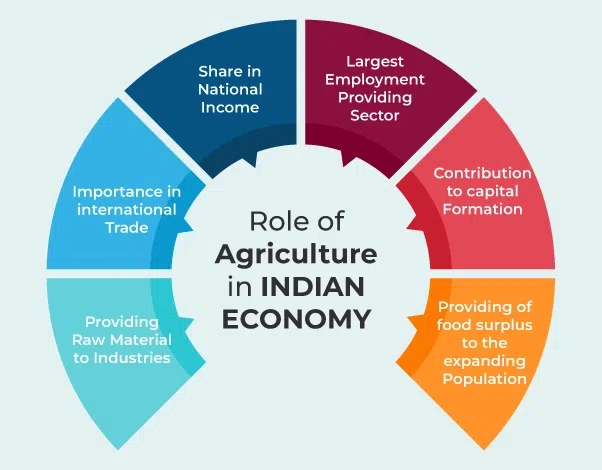 Share in
National
Income
Largest
Employment
Providing
Sector
Importance in
international
Trade
Contribution
to capital
Formation
Role of
Agriculture
in INDIAN
ECONOMY
Providing
Raw Material
to Industries
Providing of
food surplus
to the
expanding
Population